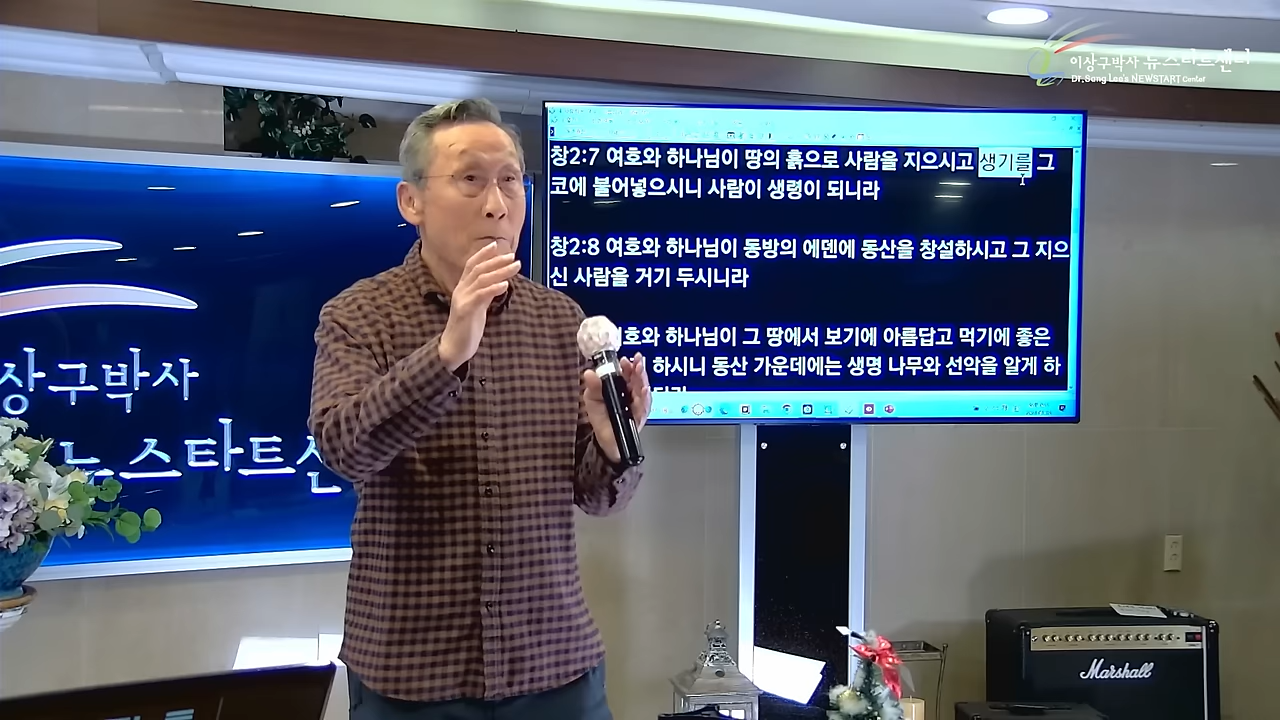 이상구박사 뉴스타트센터
Dr.Sang Lee's NEWSTART Center
창2:7 여호와 하나님이 땅의 흙으로 사람을 지으시고 생기를 그
코에 불어넣으시니 사람이 생령이 되니라
창2:8 여호와 하나님이 동방의 에덴에 동산을 창설하시고 그 지으
신 사람을 거기 두시니라
여호와 하나님이 그 땅에서 보기에 아름답고 먹기에 좋은
하시니 동산 가운데에는 생명 나무와 선악을 알게 하
상구박사
뉴스타트센
Marshall